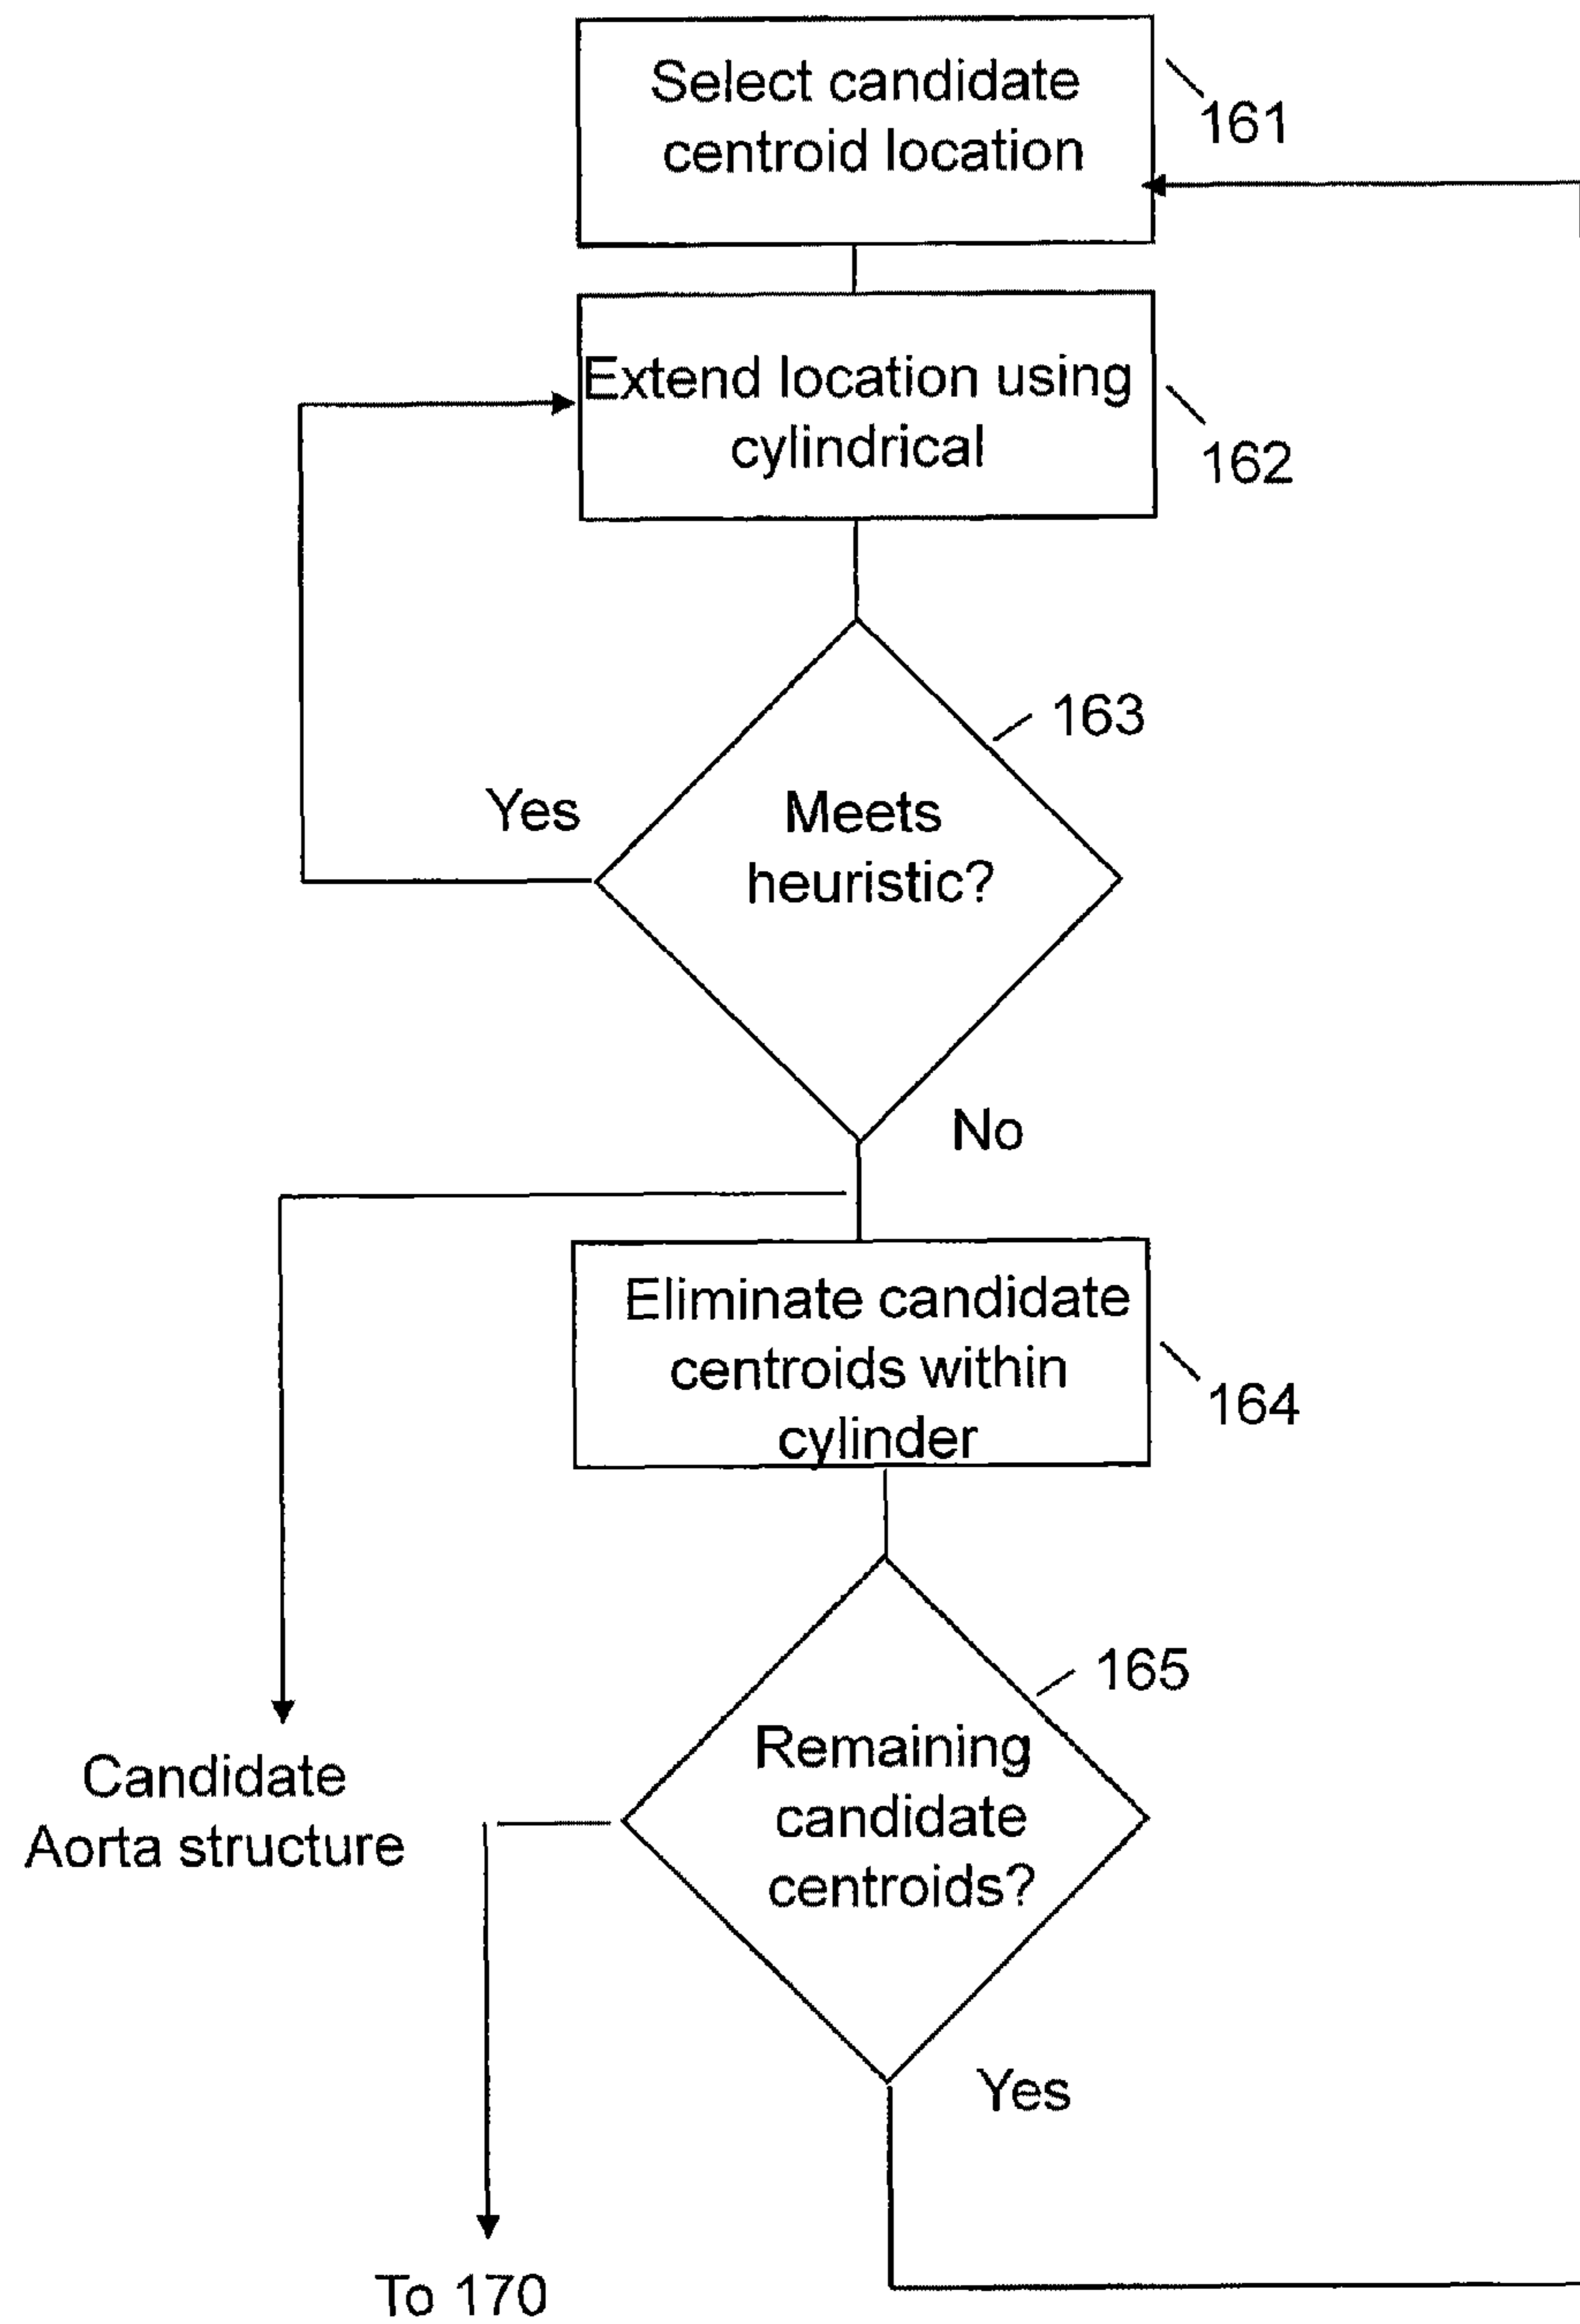 Select candidate
centroid location
161
Extend location using
cylindrical
162
163
Yes
Meets
heuristic?
No
Eliminate candidate
centroids within
cylinder
164
165
Remaining
candidate
centroids?
Candidate
Aorta structure
Yes
To 170